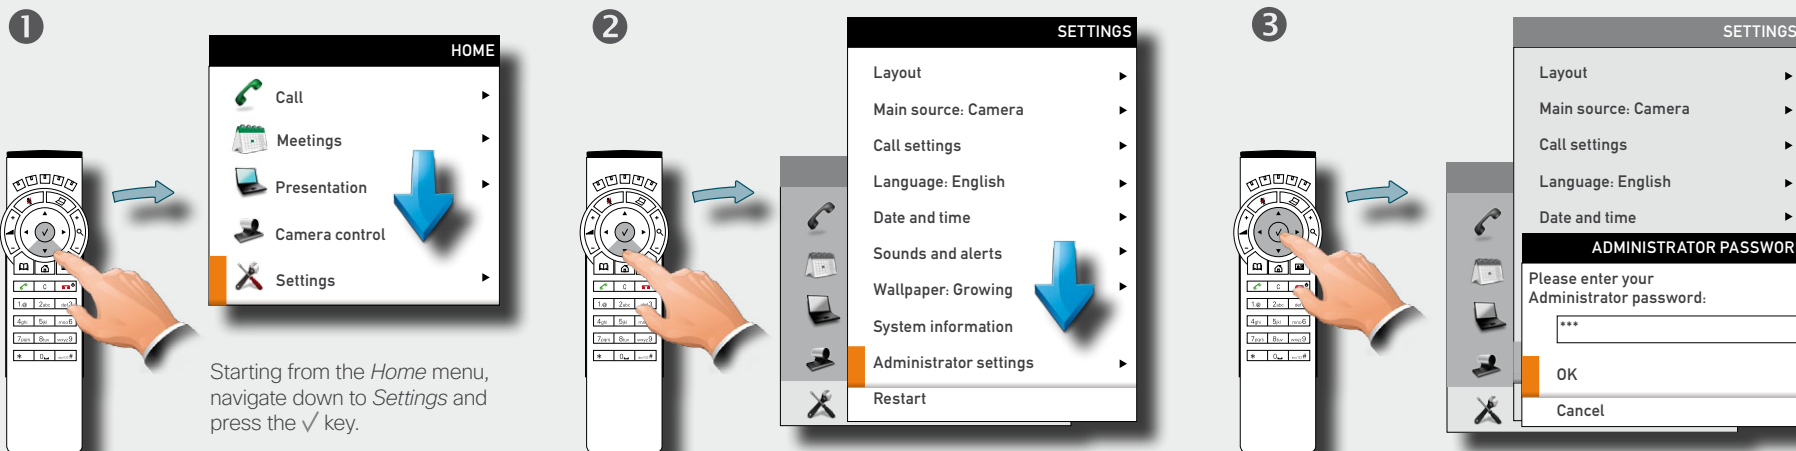 1
HOME
Call
Meetings
Presentation
Camera control
Settings
Starting from the Home menu,
navigate down to Settings and
press the ✓ key.
2
SETTINGS
Layout
Main source: Camera
Call settings
Language: English
Date and time
Sounds and alerts
Wallpaper: Growing
System information
Administrator settings
Restart
3
SETTINGS
Layout
Main source: Camera
Call settings
Language: English
Date and time
ADMINISTRATOR PASSWOR
Please enter your
Administrator password:
***
OK
Cancel